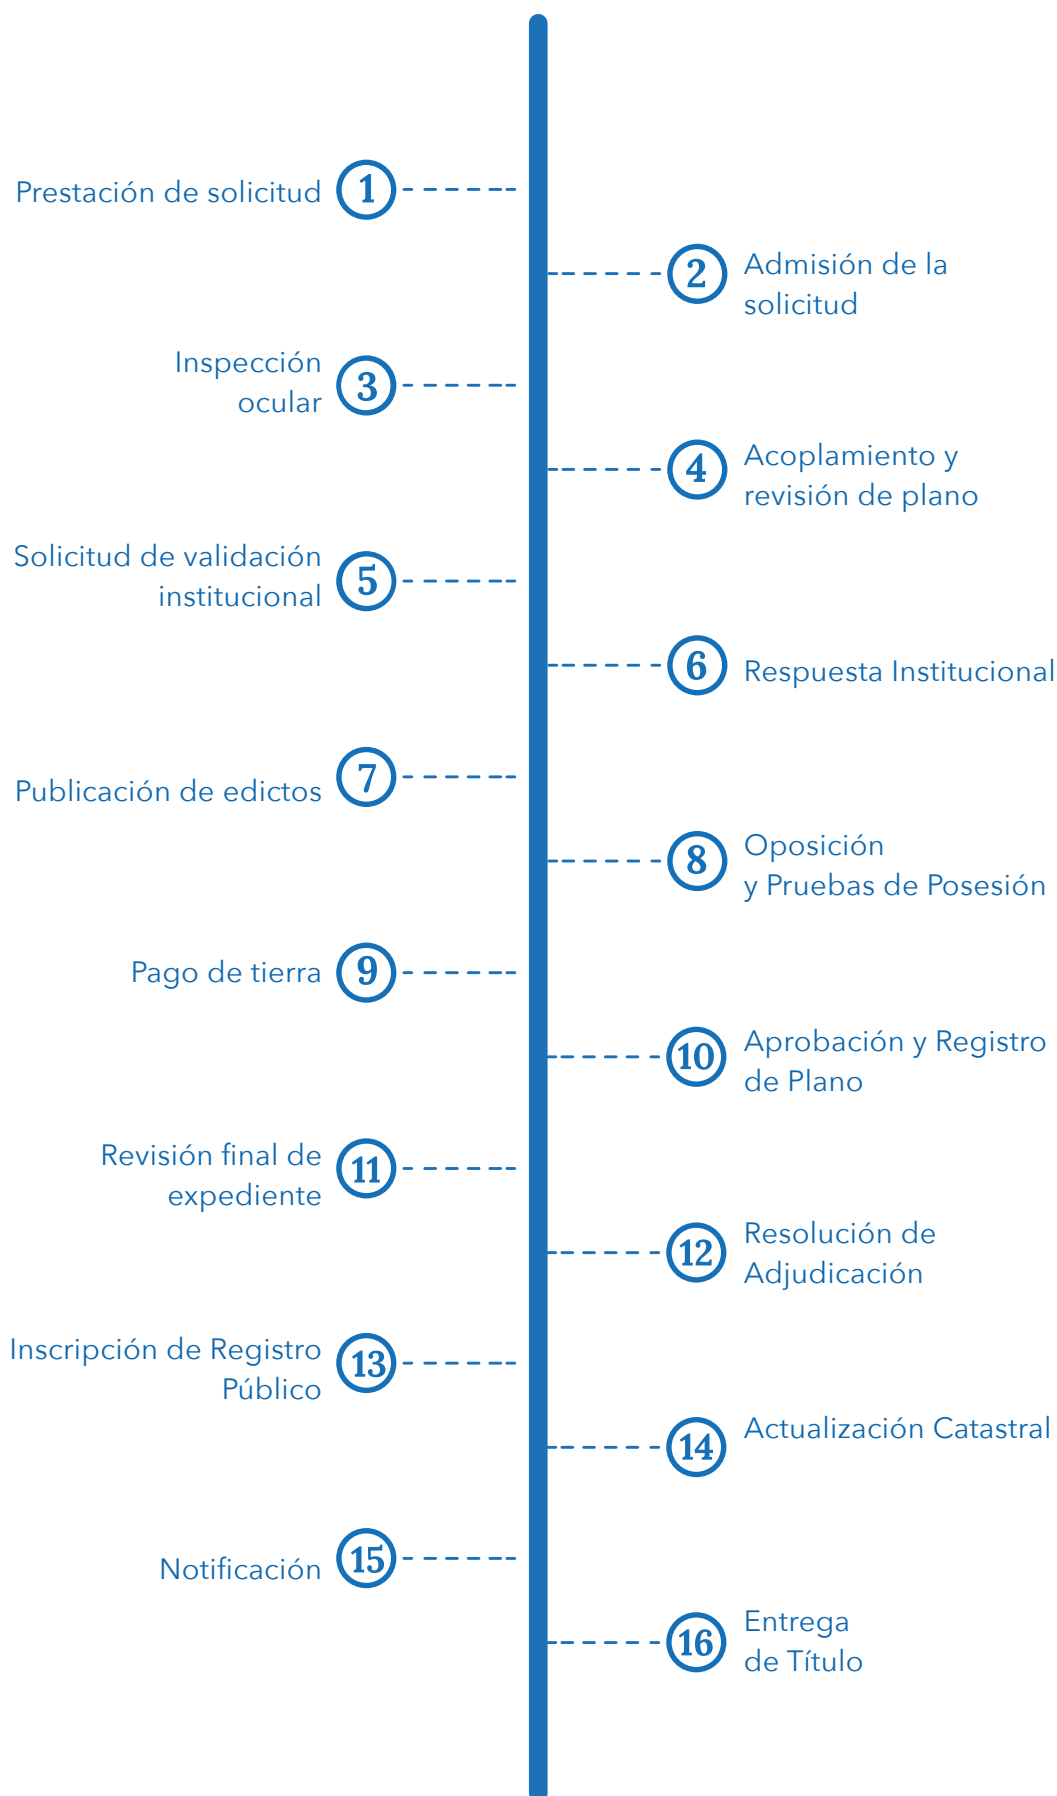 Prestación de solicitud
1
2
Admisión de la
solicitud
Inspección
ocular
3
4
Acoplamiento y
revisión de plano
Solicitud de validación
institucional
5
6
Respuesta Institucional
Publicación de edictos
7
8
Oposición
y Pruebas de Posesión
Pago de tierra
9
10
Aprobación y Registro
de Plano
Revisión final de
expediente
11
12
Resolución de
Adjudicación
Inscripción de Registro
Público
13
14
Actualización Catastral
Notificación
15
16
Entrega
de Título